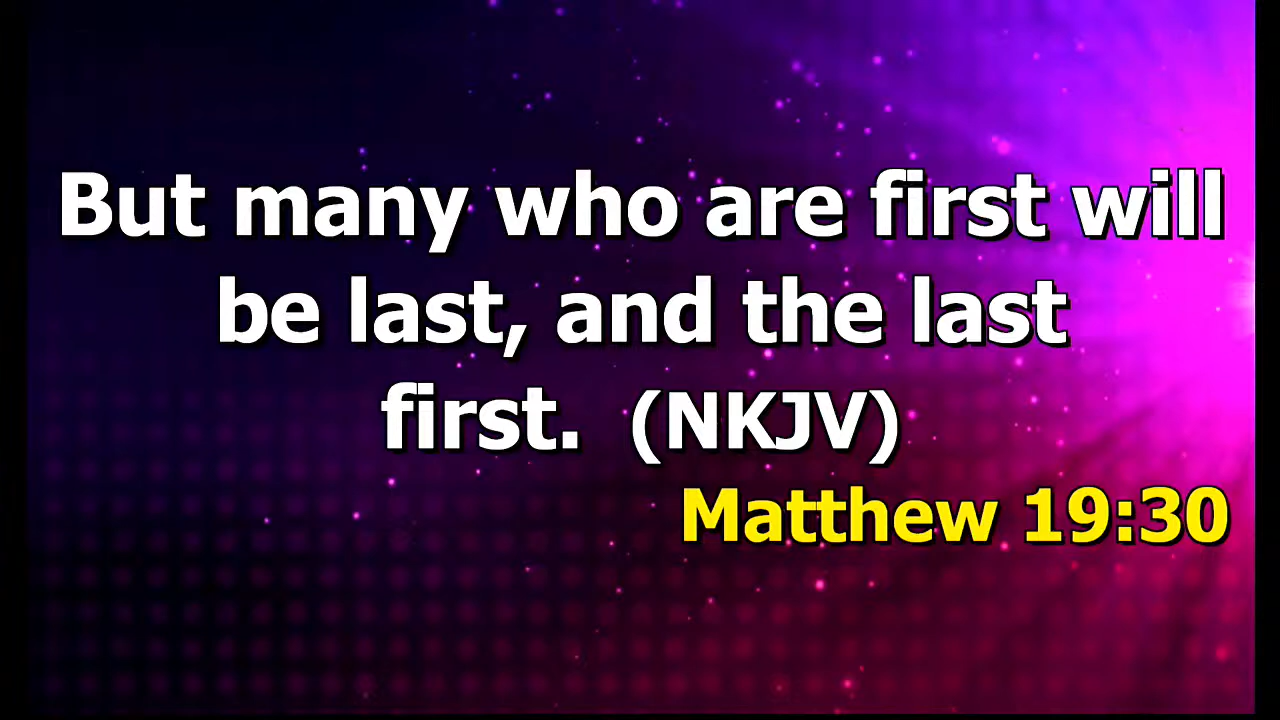 But many who are first will
be last, and the last
first.  (NKJV)
Matthew 19:30